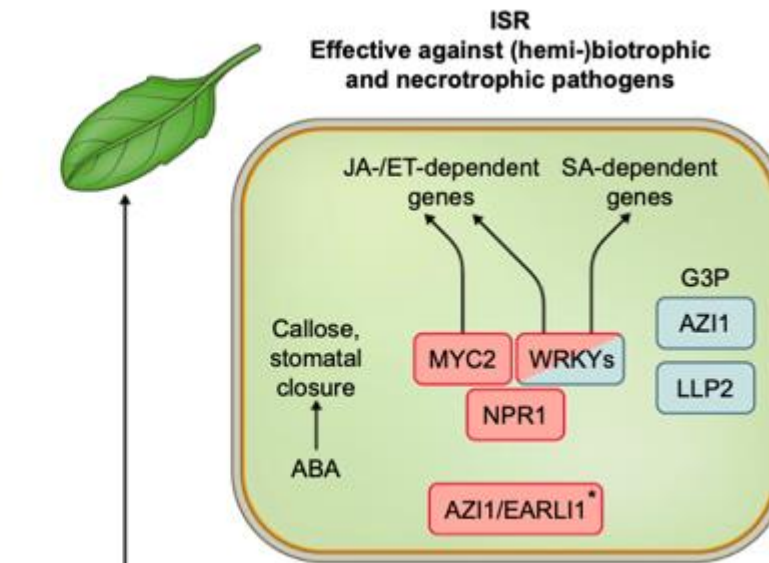 ISR
Effective against (hemi-)biotrophic
and necrotrophic pathogens
JA-/ET-dependent
genes
SA-dependent
genes
G3P
AZI1
LLP2
Callose,
stomatal
closure
MYC2
WRKYs
NPR1
ABA
AZI1/EARLI1*